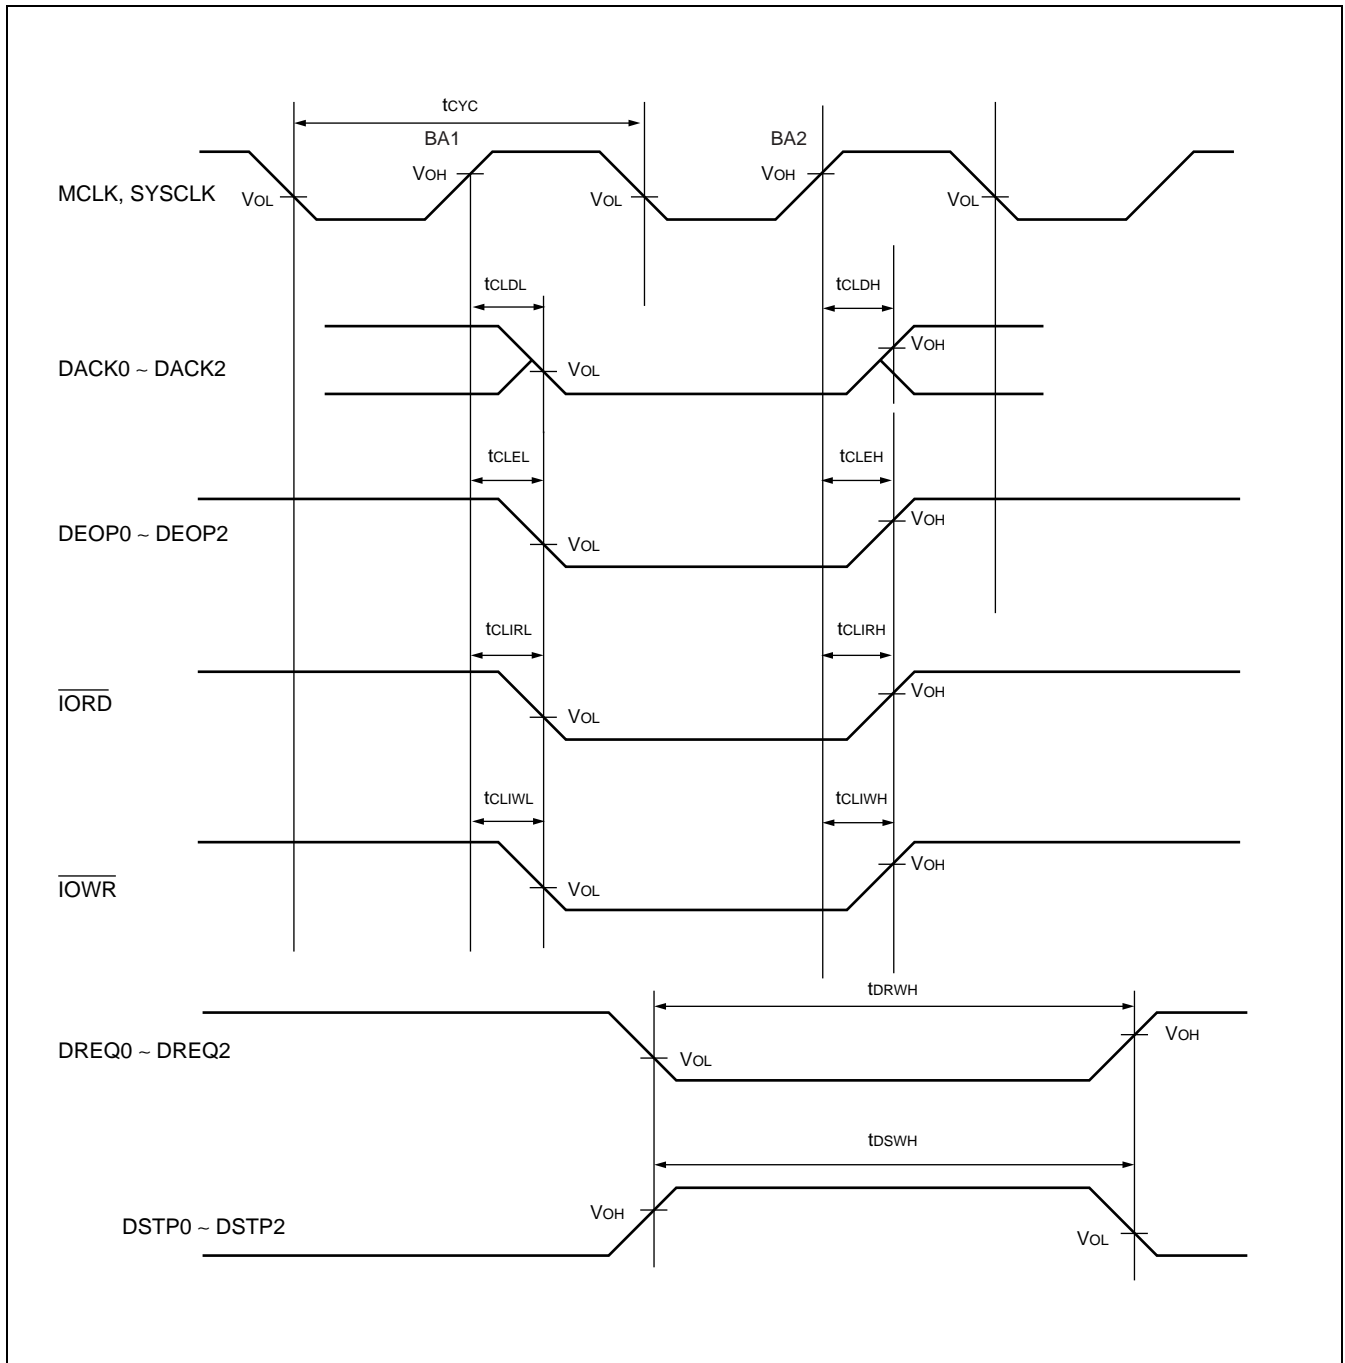 tCYC
BA1 BA2
MCLK, SYSCLK VOL VOH VOL VOH VOL
tCLDL tCLDH
DACK0 ~ DACK2 VOL VOH
tCLEL tCLEH
DEOP0 ~ DEOP2 VOL VOH
tCLIRL tCLIRH
IORD VOL VOH
tCLIWL tCLIWH
IOWR VOL VOH
tDRWH
DREQ0 ~ DREQ2 VOL VOH
tDSWH
DSTP0 ~ DSTP2 VOH VOL